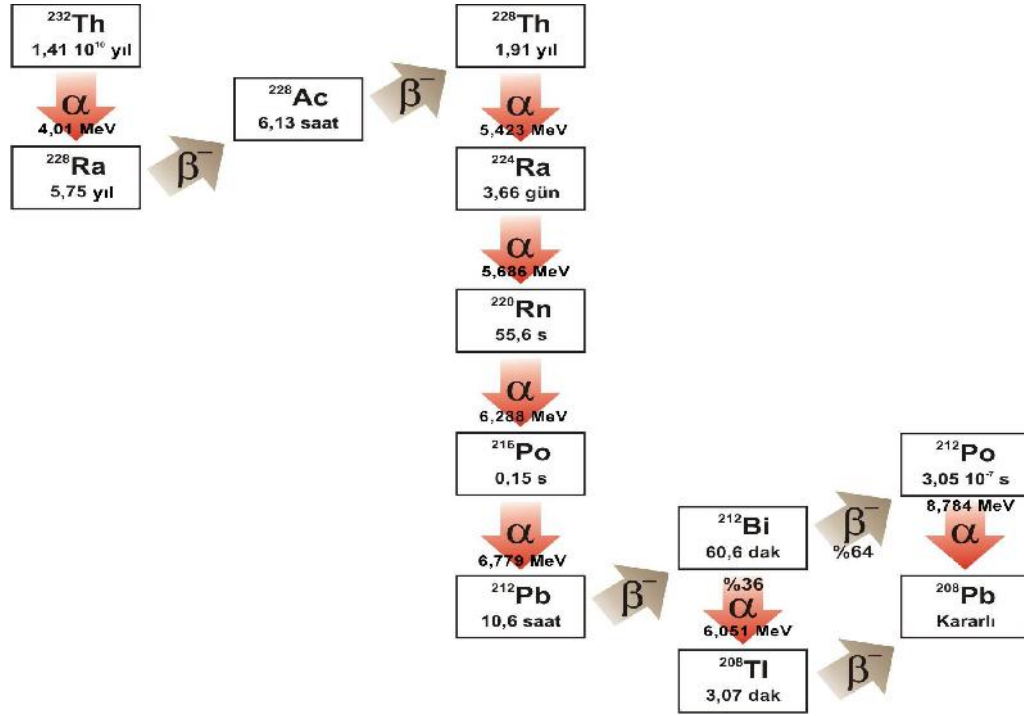 ²³²Th
1,41 10¹⁰ yıl
α
4,01 MeV
²²⁸Ra
5,75 yıl
β⁻
²²⁸Ac
6,13 saat
β⁻
²²⁸Th
1,91 yıl
α
5,423 MeV
²²⁴Ra
3,66 gün
α
5,686 MeV
²²⁰Rn
55,6 s
α
6,288 MeV
²¹⁶Po
0,15 s
α
6,779 MeV
²¹²Pb
10,6 saat
β⁻
²¹²Bi
60,6 dak
β⁻
%64
²¹²Po
3,05 10⁻⁷ s
8,784 MeV
α
²⁰⁸Pb
Kararlı
%36
α
6,051 MeV
²⁰⁸Tl
3,07 dak
β⁻